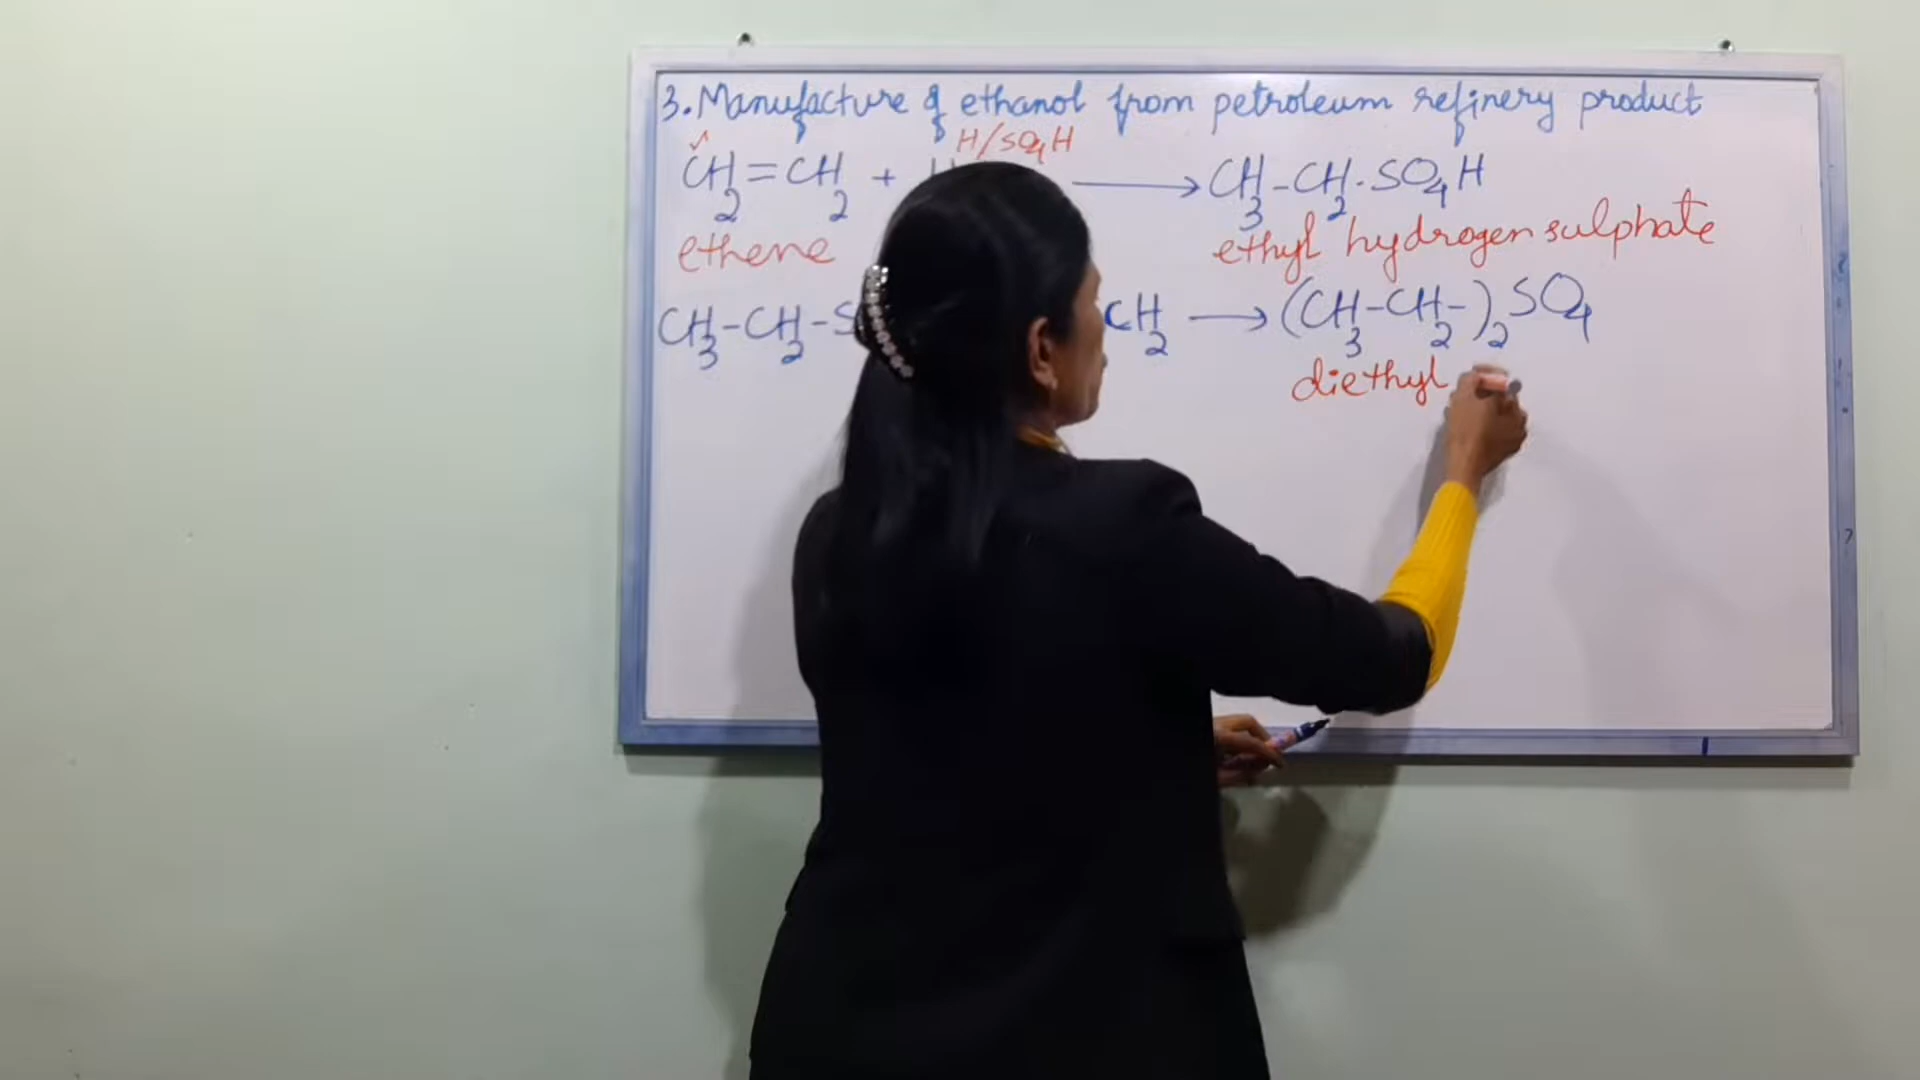 3. Manufacture of ethanol from petroleum refinery product
H/SO4H
CH2=CH2 + H → CH3-CH2·SO4H
ethene ethyl hydrogen sulphate
CH3-CH2-S CH2 → (CH3-CH2-)2SO4
diethyl